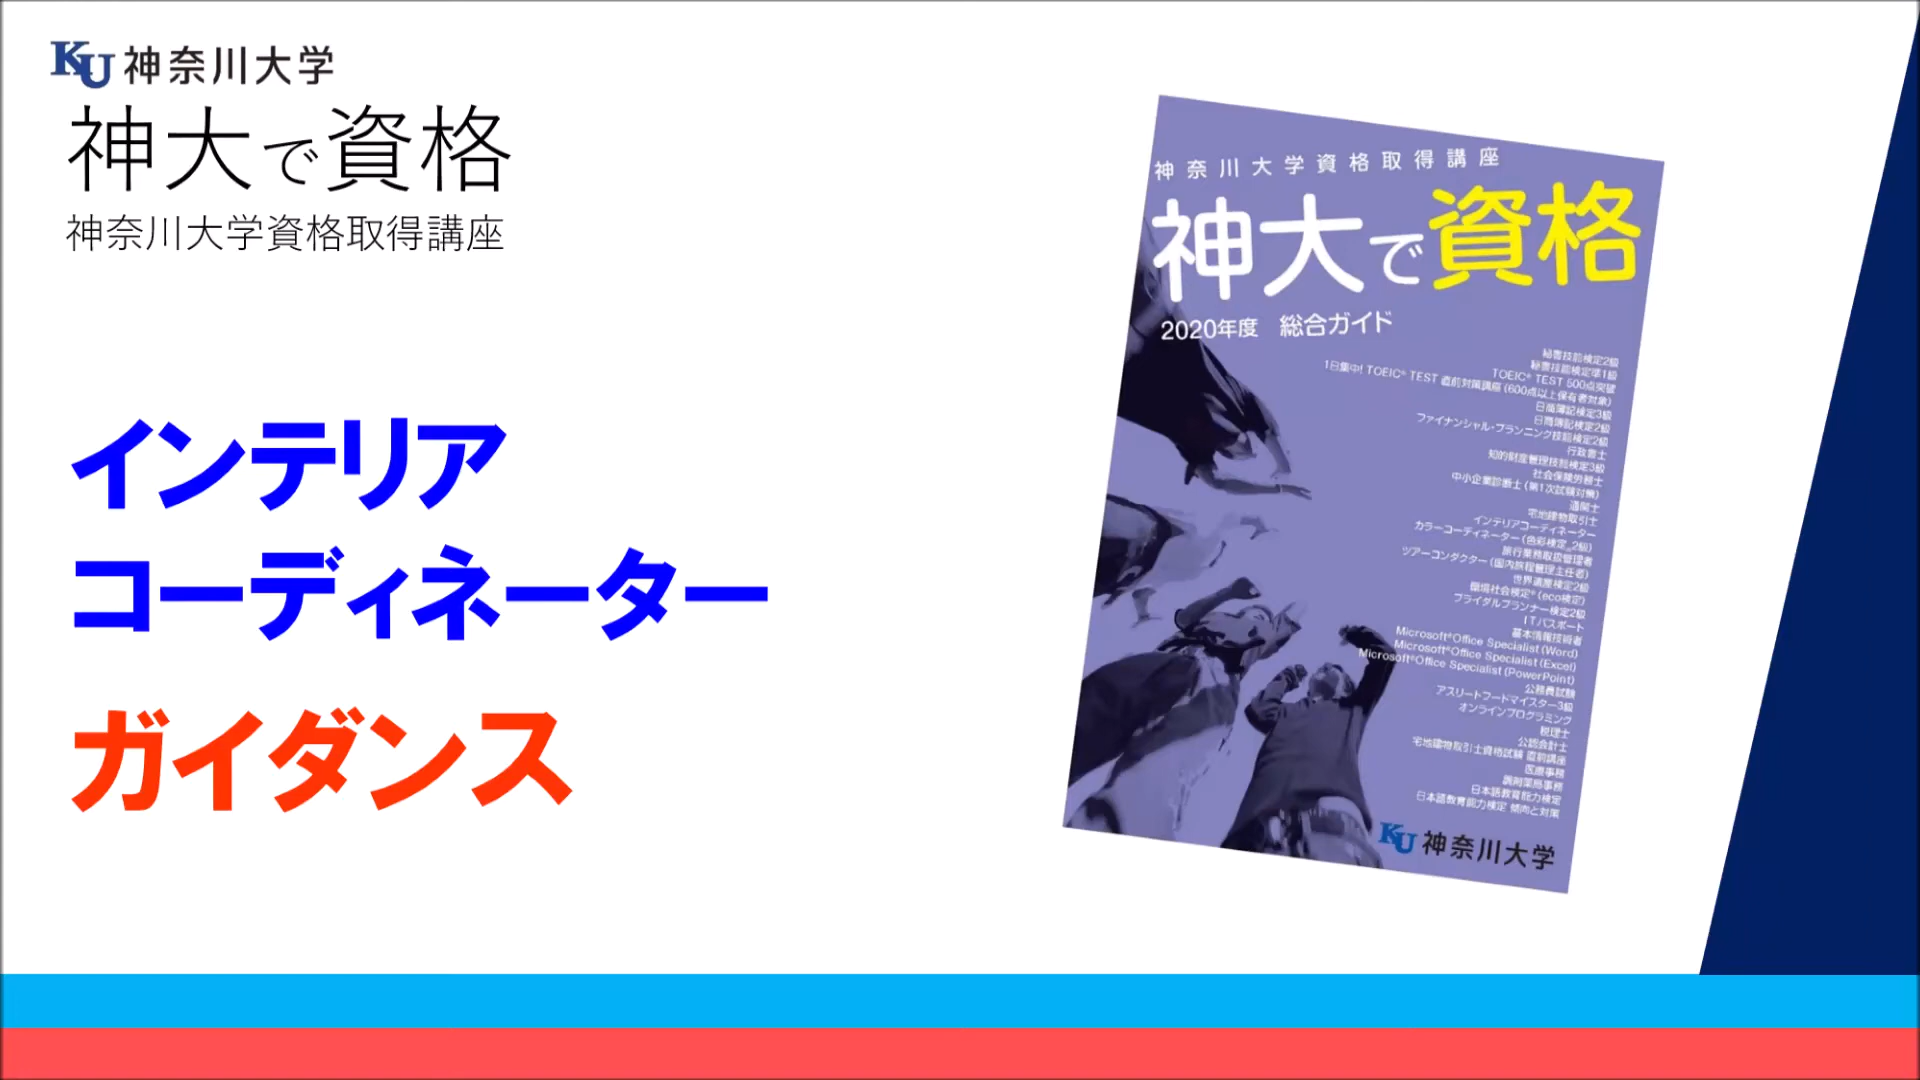 KU 神奈川大学
神大で資格
神奈川大学資格取得講座
インテリア
コーディネーター
ガイダンス
神奈川大学資格取得講座
神大で資格
2020年度 総合ガイド
秘書技能検定2級
秘書技能検定準1級
TOEIC® TEST 500点突破
1日集中! TOEIC® TEST 直前対策講座(600点以上保有者対象)
日商簿記検定3級
日商簿記検定2級
ファイナンシャル・プランニング技能検定2級
行政書士
知的財産管理技能検定3級
社会保険労務士
中小企業診断士(第1次試験対策)
通関士
宅地建物取引士
インテリアコーディネーター
カラーコーディネーター(色彩検定®2級)
旅行業務取扱管理者
ツアーコンダクター(国内旅程管理主任者)
世界遺産検定2級
環境社会検定®(eco検定)
ブライダルプランナー検定2級
ITパスポート
基本情報技術者
Microsoft®Office Specialist(Word)
Microsoft®Office Specialist(Excel)
Microsoft®Office Specialist(PowerPoint)
公務員試験
アスリートフードマイスター3級
オンラインプログラミング
税理士
公認会計士
宅地建物取引士資格試験 直前講座
医療事務
調剤薬局事務
日本語教育能力検定
日本語教育能力検定 傾向と対策
KU 神奈川大学